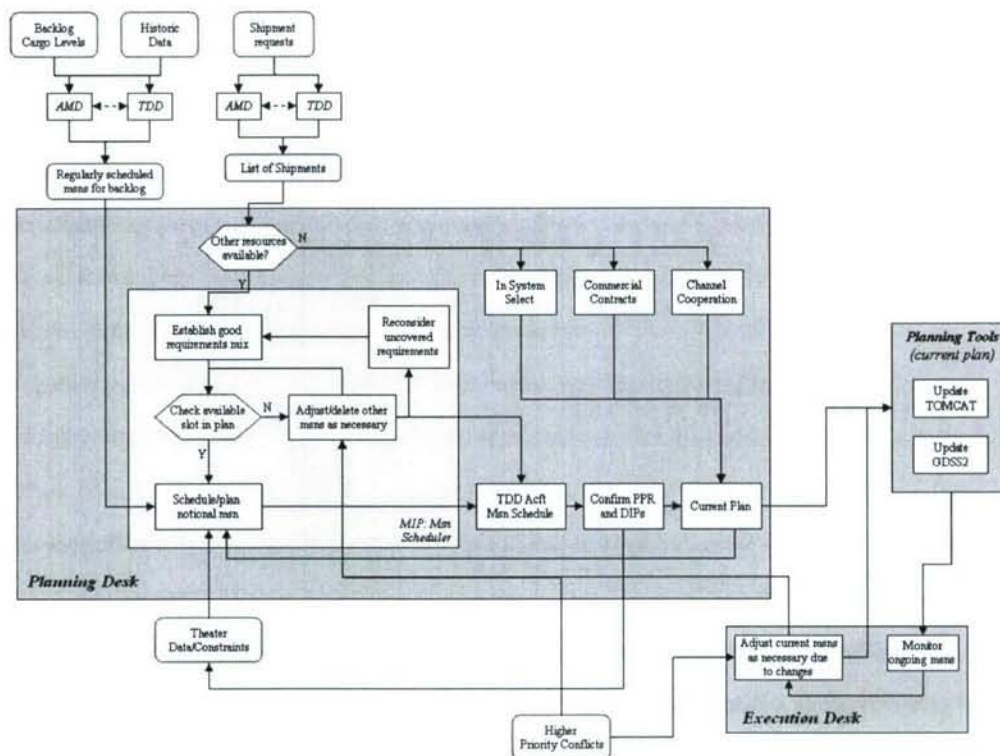 Backlog
Cargo Levels
Historic
Data
Shipment
requests
AMD
TDD
AMD
TDD
Regularly scheduled
msns for backlog
List of Shipments
Other resources
available?
N
Y
In System
Select
Commercial
Contracts
Channel
Cooperation
Establish good
requirements mix
Reconsider
uncovered
requirements
Planning Tools
(current plan)
Update
TOMCAT
Update
GDSS2
Check available
slot in plan
N
Y
Adjust/delete other
msns as necessary
Schedule/plan
notional msn
MIP: Msn
Scheduler
TDD Acft
Msn Schedule
Confirm PPR
and DIPs
Current Plan
Planning Desk
Theater
Data/Constraints
Adjust current msns
as necessary due
to changes
Monitor
ongoing msns
Execution Desk
Higher
Priority Conflicts